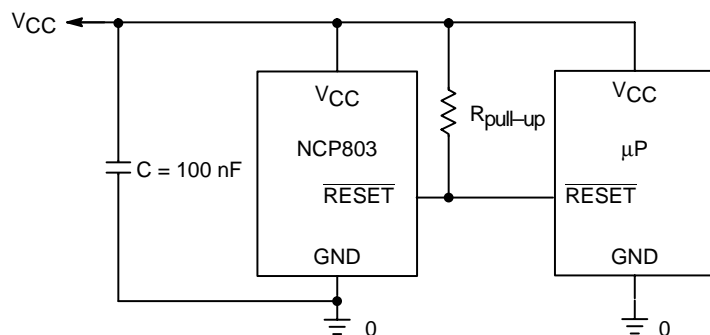 VCC
VCC
NCP803
RESET
GND
C = 100 nF
Rpull–up
VCC
µP
RESET
GND
0
0